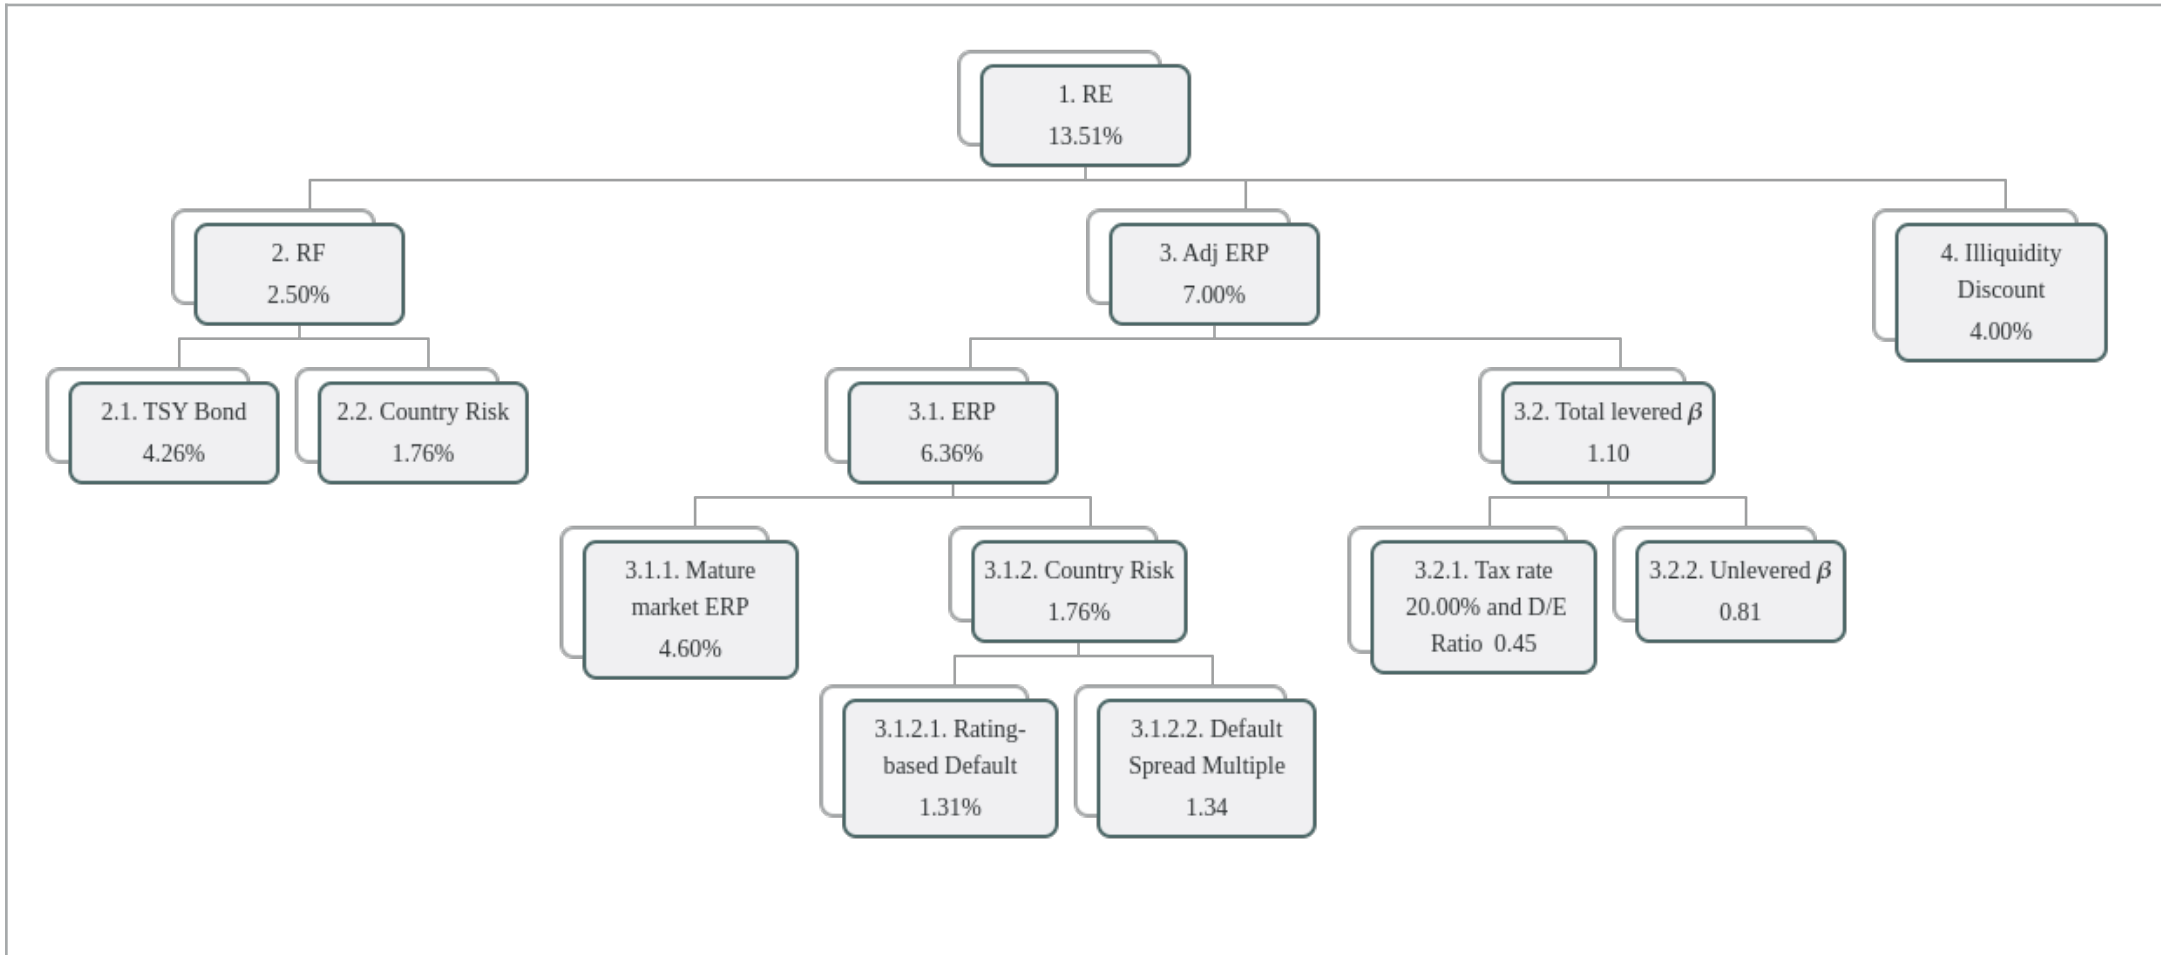 1. RE
13.51%
2. RF
2.50%
3. Adj ERP
7.00%
4. Illiquidity
Discount
4.00%
2.1. TSY Bond
4.26%
2.2. Country Risk
1.76%
3.1. ERP
6.36%
3.2. Total levered β
1.10
3.1.1. Mature
market ERP
4.60%
3.1.2. Country Risk
1.76%
3.2.1. Tax rate
20.00% and D/E
Ratio 0.45
3.2.2. Unlevered β
0.81
3.1.2.1. Rating-
based Default
1.31%
3.1.2.2. Default
Spread Multiple
1.34